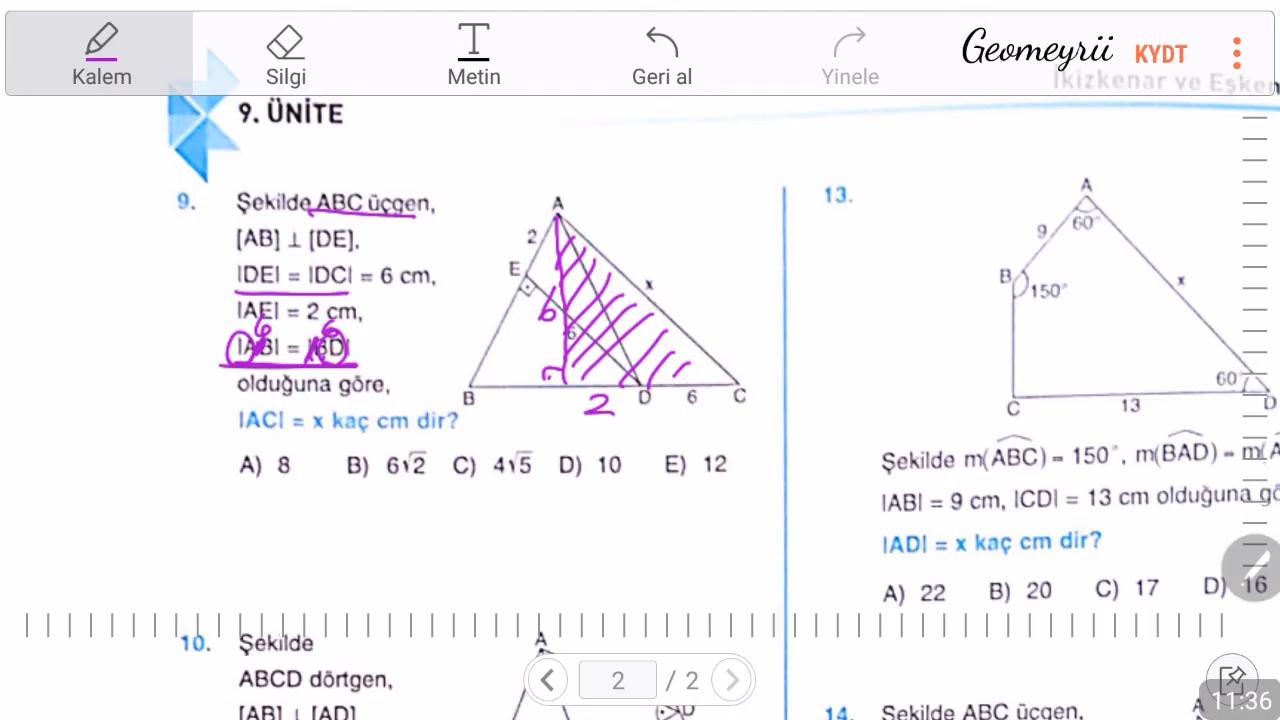 Kalem
Silgi
Metin
Geri al
Yinele
Geomeyrii KYDT
İkizkenar ve Eşken
9. ÜNİTE
9.
Şekilde ABC üçgen,
[AB] ⊥ [DE],
|DE| = |DC| = 6 cm,
|AE| = 2 cm,
6 6
|AB| = |BD|
olduğuna göre,
|AC| = x kaç cm dir?
A) 8 B) 6√2 C) 4√5 D) 10 E) 12
A
2
E
x
6
6
B
D
6
C
2
13.
A
60°
9
B
150°
x
60
C
13
D
Şekilde m(ABC) = 150°, m(BAD) = m(A
|AB| = 9 cm, |CD| = 13 cm olduğuna gö
|AD| = x kaç cm dir?
A) 22 B) 20 C) 17 D) 16
10.
Şekilde
ABCD dörtgen,
[AB] ⊥ [AD]
A
D
2 / 2
14.
Şekilde ABC üçgen,
A
11:36